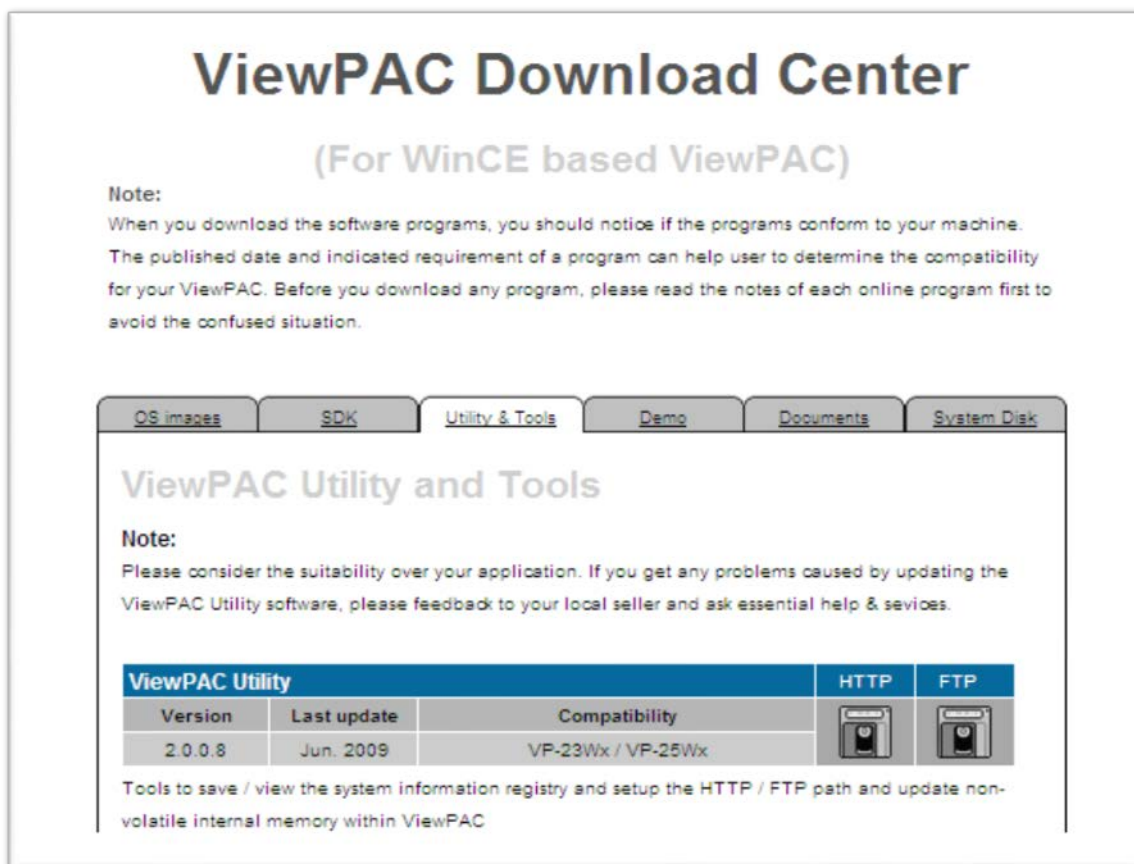 ViewPAC Download Center
(For WinCE based ViewPAC)
Note:
When you download the software programs, you should notice if the programs conform to your machine.
The published date and indicated requirement of a program can help user to determine the compatibility
for your ViewPAC. Before you download any program, please read the notes of each online program first to
avoid the confused situation.
OS images SDK Utility & Tools Demo Documents System Disk
ViewPAC Utility and Tools
Note:
Please consider the suitability over your application. If you get any problems caused by updating the
ViewPAC Utility software, please feedback to your local seller and ask essential help & sevices.
ViewPAC Utility HTTP FTP
Version Last update Compatibility
2.0.0.8 Jun. 2009 VP-23Wx / VP-25Wx
Tools to save / view the system information registry and setup the HTTP / FTP path and update non-
volatile internal memory within ViewPAC